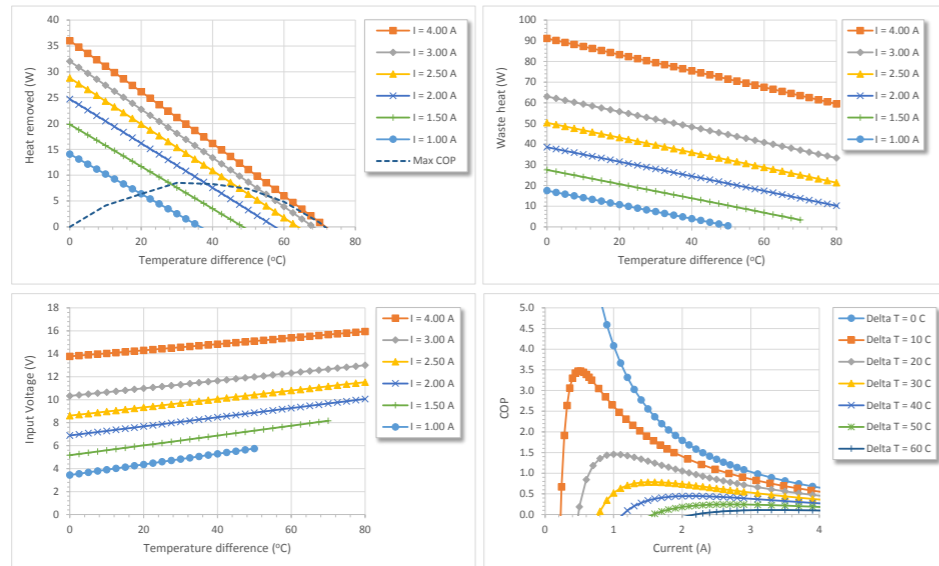 40
35
30
25
20
15
10
5
0
0 20 40 60 80
Heat removed (W)
Temperature difference (°C)
I = 4.00 A
I = 3.00 A
I = 2.50 A
I = 2.00 A
I = 1.50 A
I = 1.00 A
Max COP
100
90
80
70
60
50
40
30
20
10
0
0 20 40 60 80
Waste heat (W)
Temperature difference (°C)
I = 4.00 A
I = 3.00 A
I = 2.50 A
I = 2.00 A
I = 1.50 A
I = 1.00 A
18
16
14
12
10
8
6
4
2
0
0 20 40 60 80
Input Voltage (V)
Temperature difference (°C)
I = 4.00 A
I = 3.00 A
I = 2.50 A
I = 2.00 A
I = 1.50 A
I = 1.00 A
5.0
4.5
4.0
3.5
3.0
2.5
2.0
1.5
1.0
0.5
0.0
0 1 2 3 4
COP
Current (A)
Delta T = 0 C
Delta T = 10 C
Delta T = 20 C
Delta T = 30 C
Delta T = 40 C
Delta T = 50 C
Delta T = 60 C